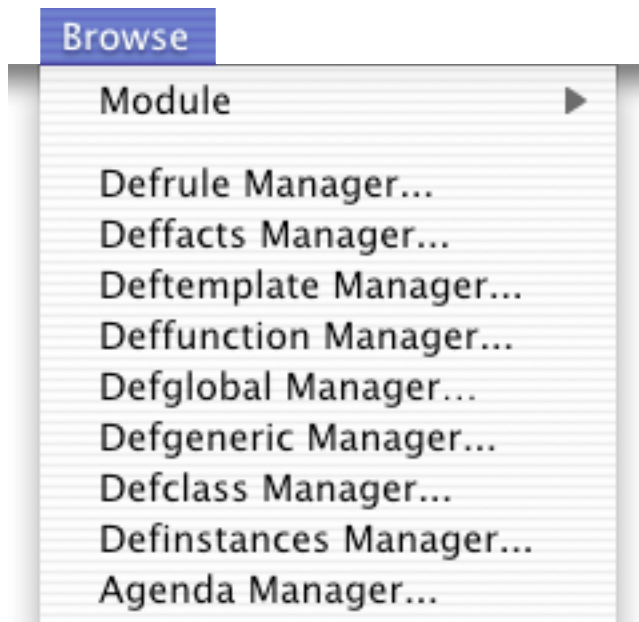 Browse
Module
Defrule Manager...
Deffacts Manager...
Deftemplate Manager...
Deffunction Manager...
Defglobal Manager...
Defgeneric Manager...
Defclass Manager...
Definstances Manager...
Agenda Manager...